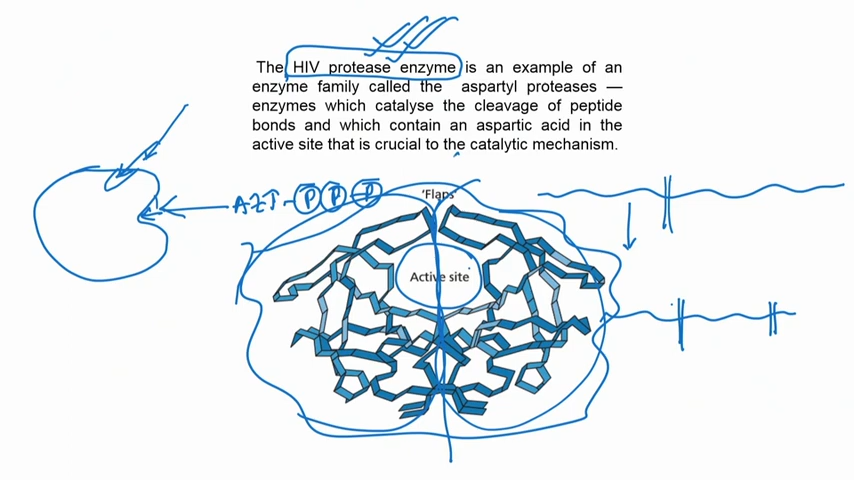 The HIV protease enzyme is an example of an
enzyme family called the aspartyl proteases —
enzymes which catalyse the cleavage of peptide
bonds and which contain an aspartic acid in the
active site that is crucial to the catalytic mechanism.
'Flaps'
AZT - P P P
Active site